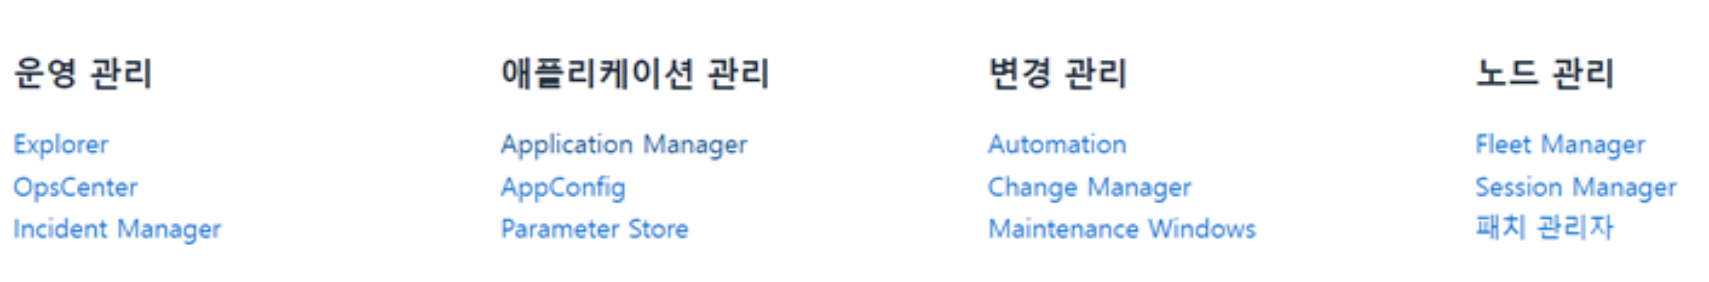 운영 관리
Explorer
OpsCenter
Incident Manager
애플리케이션 관리
Application Manager
AppConfig
Parameter Store
변경 관리
Automation
Change Manager
Maintenance Windows
노드 관리
Fleet Manager
Session Manager
패치 관리자